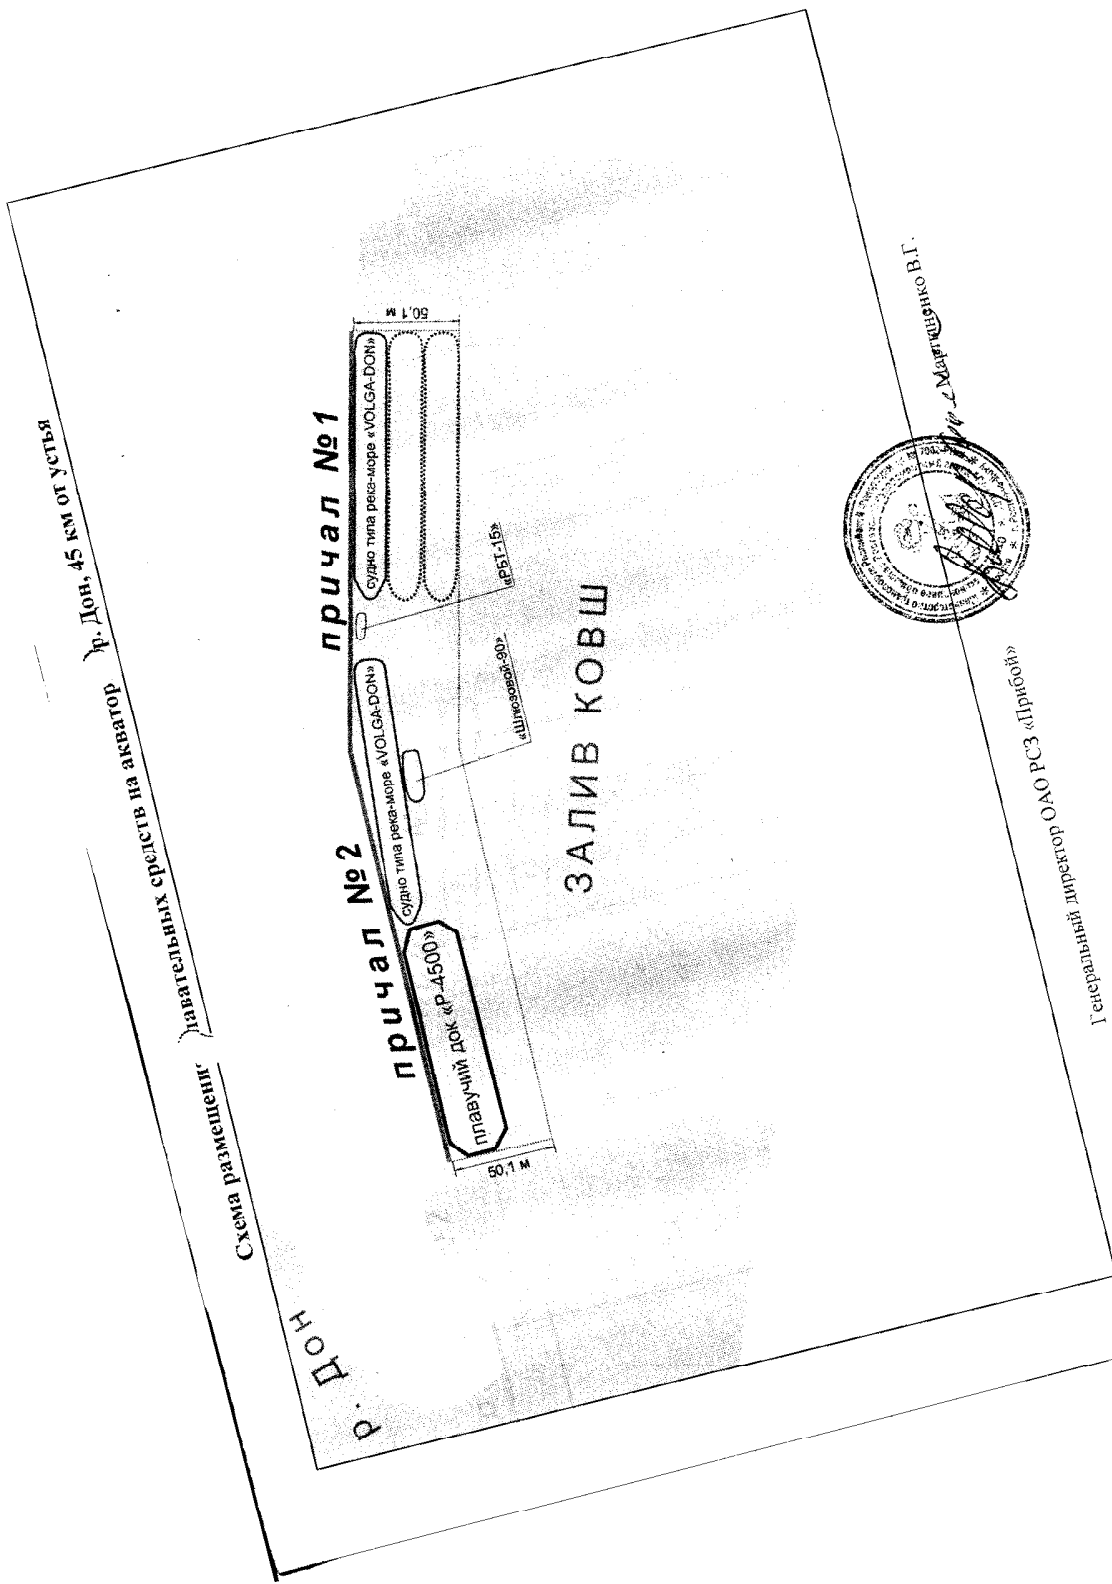 Схема размещени лавательных средств на акватор р. Дон, 45 км от устья
р. Дон
причал №2
причал №1
плавучий док «Р-4500»
судно типа река-море «VOLGA-DON»
судно типа река-море «VOLGA-DON»
50,1 м
50,1 м
«Шлюзовой-90»
«РБТ-15»
ЗАЛИВ КОВШ
Генеральный директор ОАО РСЗ «Прибой»
Мартыненко В.Г.